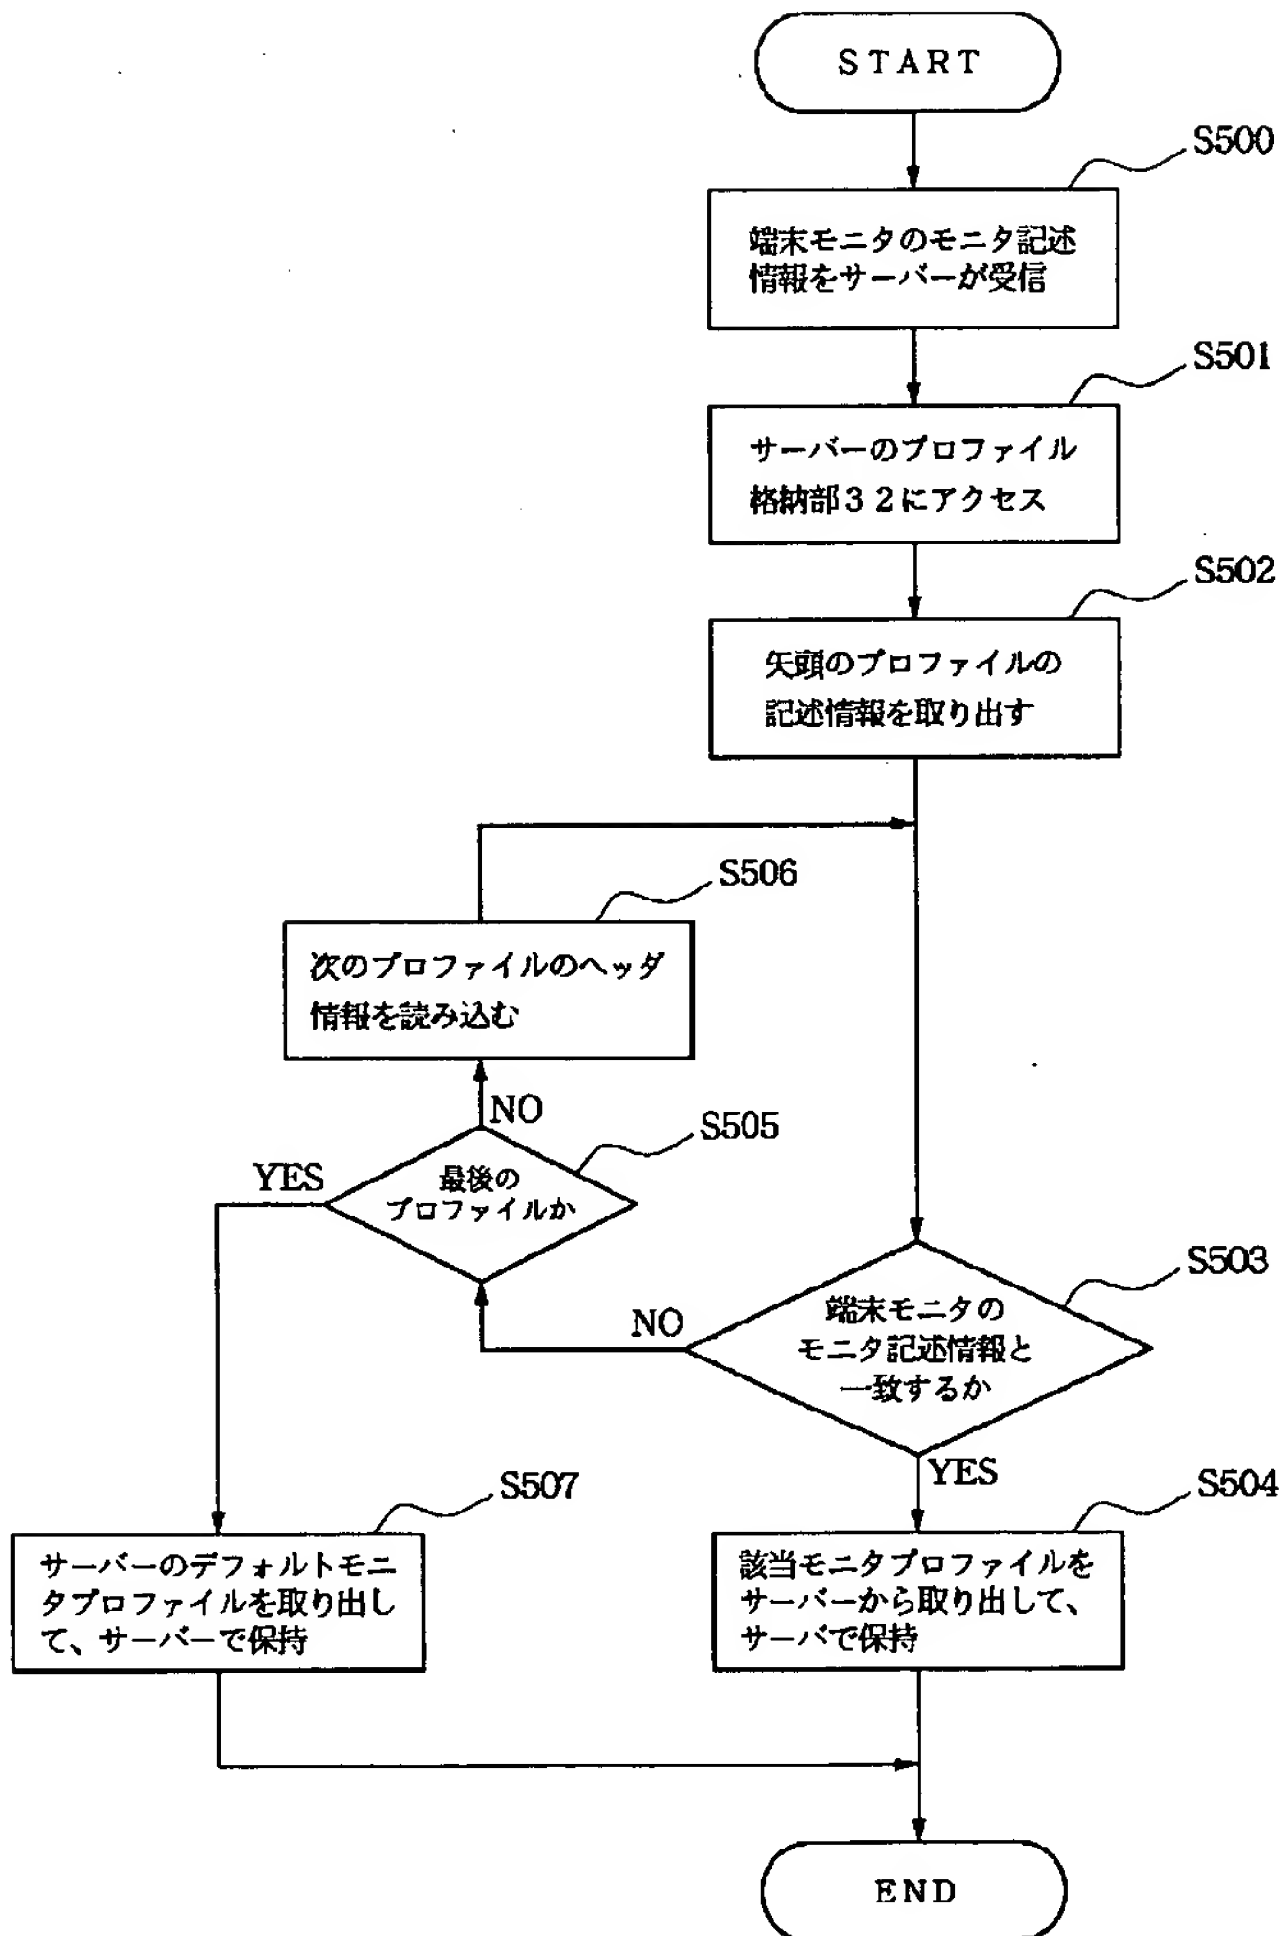 START
S500
端末モニタのモニタ記述
情報をサーバーが受信
S501
サーバーのプロファイル
格納部32にアクセス
S502
矢頭のプロファイルの
記述情報を取り出す
S506
次のプロファイルのヘッダ
情報を読み込む
NO
S505
YES
最後の
プロファイルか
S503
NO
端末モニタの
モニタ記述情報と
一致するか
YES
S507
サーバーのデフォルトモニ
タプロファイルを取り出し
て、サーバーで保持
S504
該当モニタプロファイルを
サーバーから取り出して、
サーバで保持
END